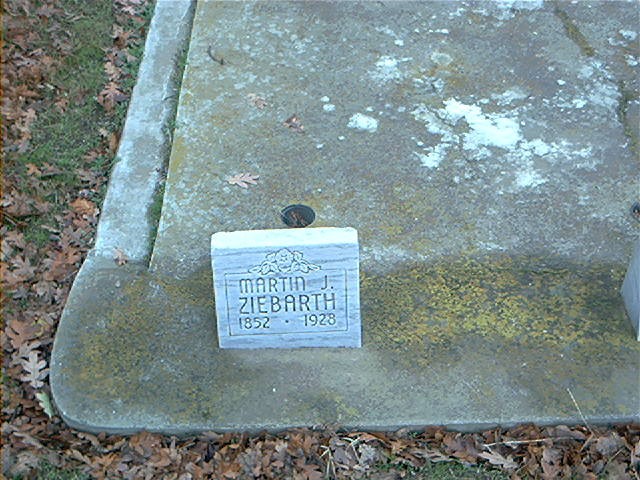 MARTIN J.
ZIEBARTH
1852 · 1928